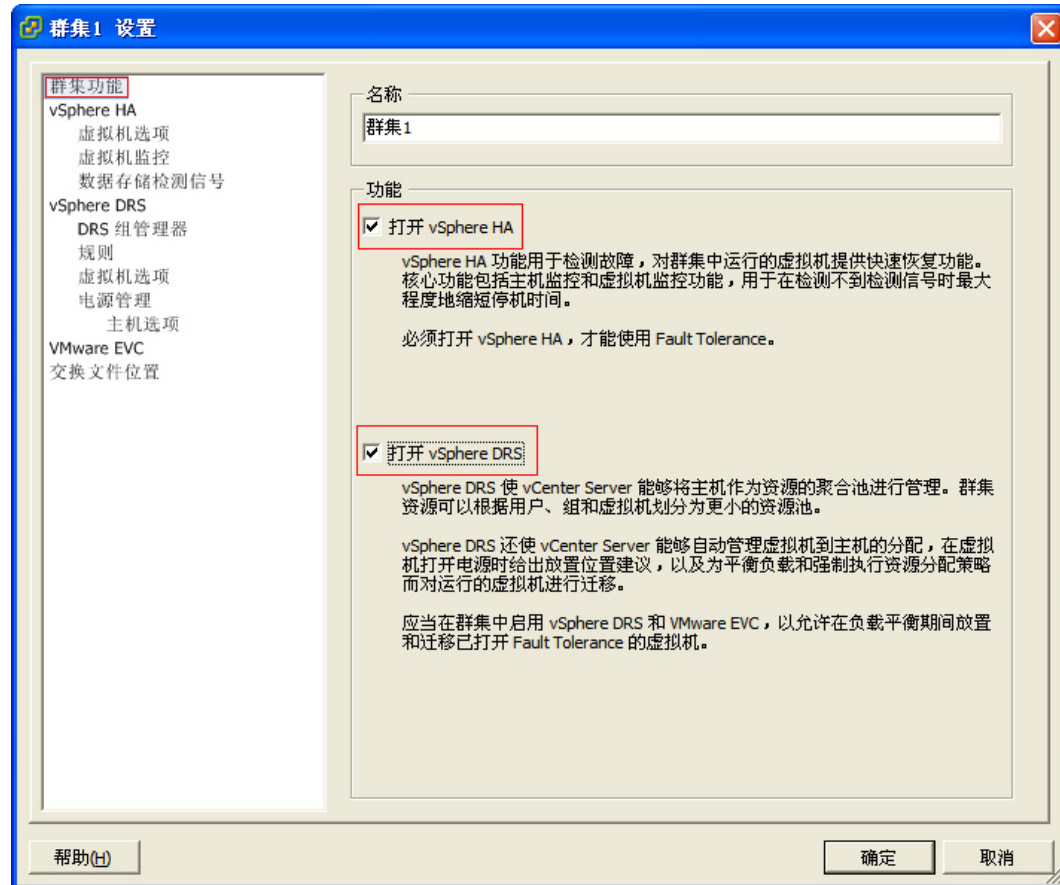 群集1 设置
群集功能
vSphere HA
虚拟机选项
虚拟机监控
数据存储检测信号
vSphere DRS
DRS 组管理器
规则
虚拟机选项
电源管理
主机选项
VMware EVC
交换文件位置
名称
群集1
功能
打开 vSphere HA
vSphere HA 功能用于检测故障，对群集中运行的虚拟机提供快速恢复功能。
核心功能包括主机监控和虚拟机监控功能，用于在检测不到检测信号时最大
程度地缩短停机时间。
必须打开 vSphere HA，才能使用 Fault Tolerance。
打开 vSphere DRS
vSphere DRS 使 vCenter Server 能够将主机作为资源的聚合池进行管理。群集
资源可以根据用户、组和虚拟机划分为更小的资源池。
vSphere DRS 还使 vCenter Server 能够自动管理虚拟机到主机的分配，在虚拟
机打开电源时给出放置位置建议，以及为平衡负载和强制执行资源分配策略
而对运行的虚拟机进行迁移。
应当在群集中启用 vSphere DRS 和 VMware EVC，以允许在负载平衡期间放置
和迁移已打开 Fault Tolerance 的虚拟机。
帮助(H)
确定
取消